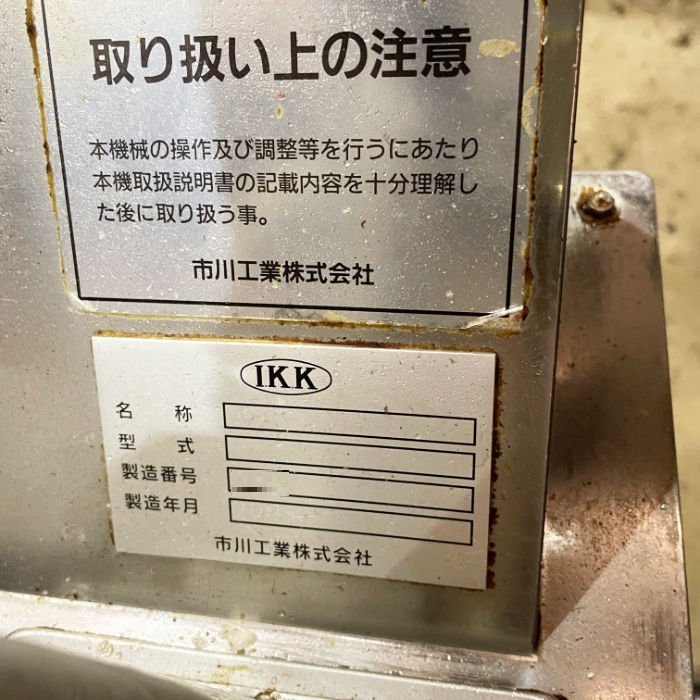 取り扱い上の注意
本機械の操作及び調整等を行うにあたり
本機取扱説明書の記載内容を十分理解し
た後に取り扱う事。
市川工業株式会社
IKK
名 称
型 式
製造番号
製造年月
市川工業株式会社